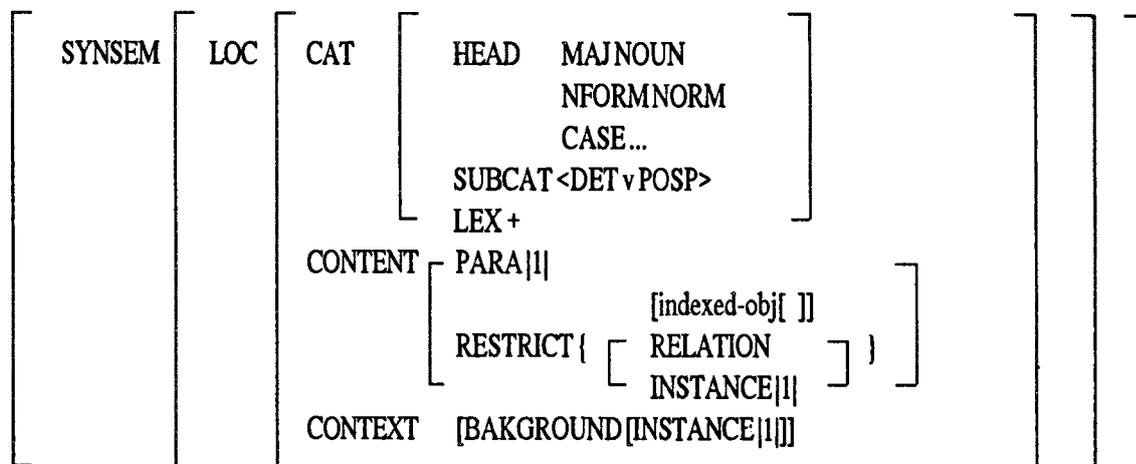 SYNSEM LOC CAT HEAD MAJ NOUN
NFORM NORM
CASE...
SUBCAT <DET v POSP>
LEX +
CONTENT PARA|1|
[indexed-obj[ ]]
RESTRICT { RELATION }
INSTANCE|1|
CONTEXT [BAKGROUND [INSTANCE|1|]]